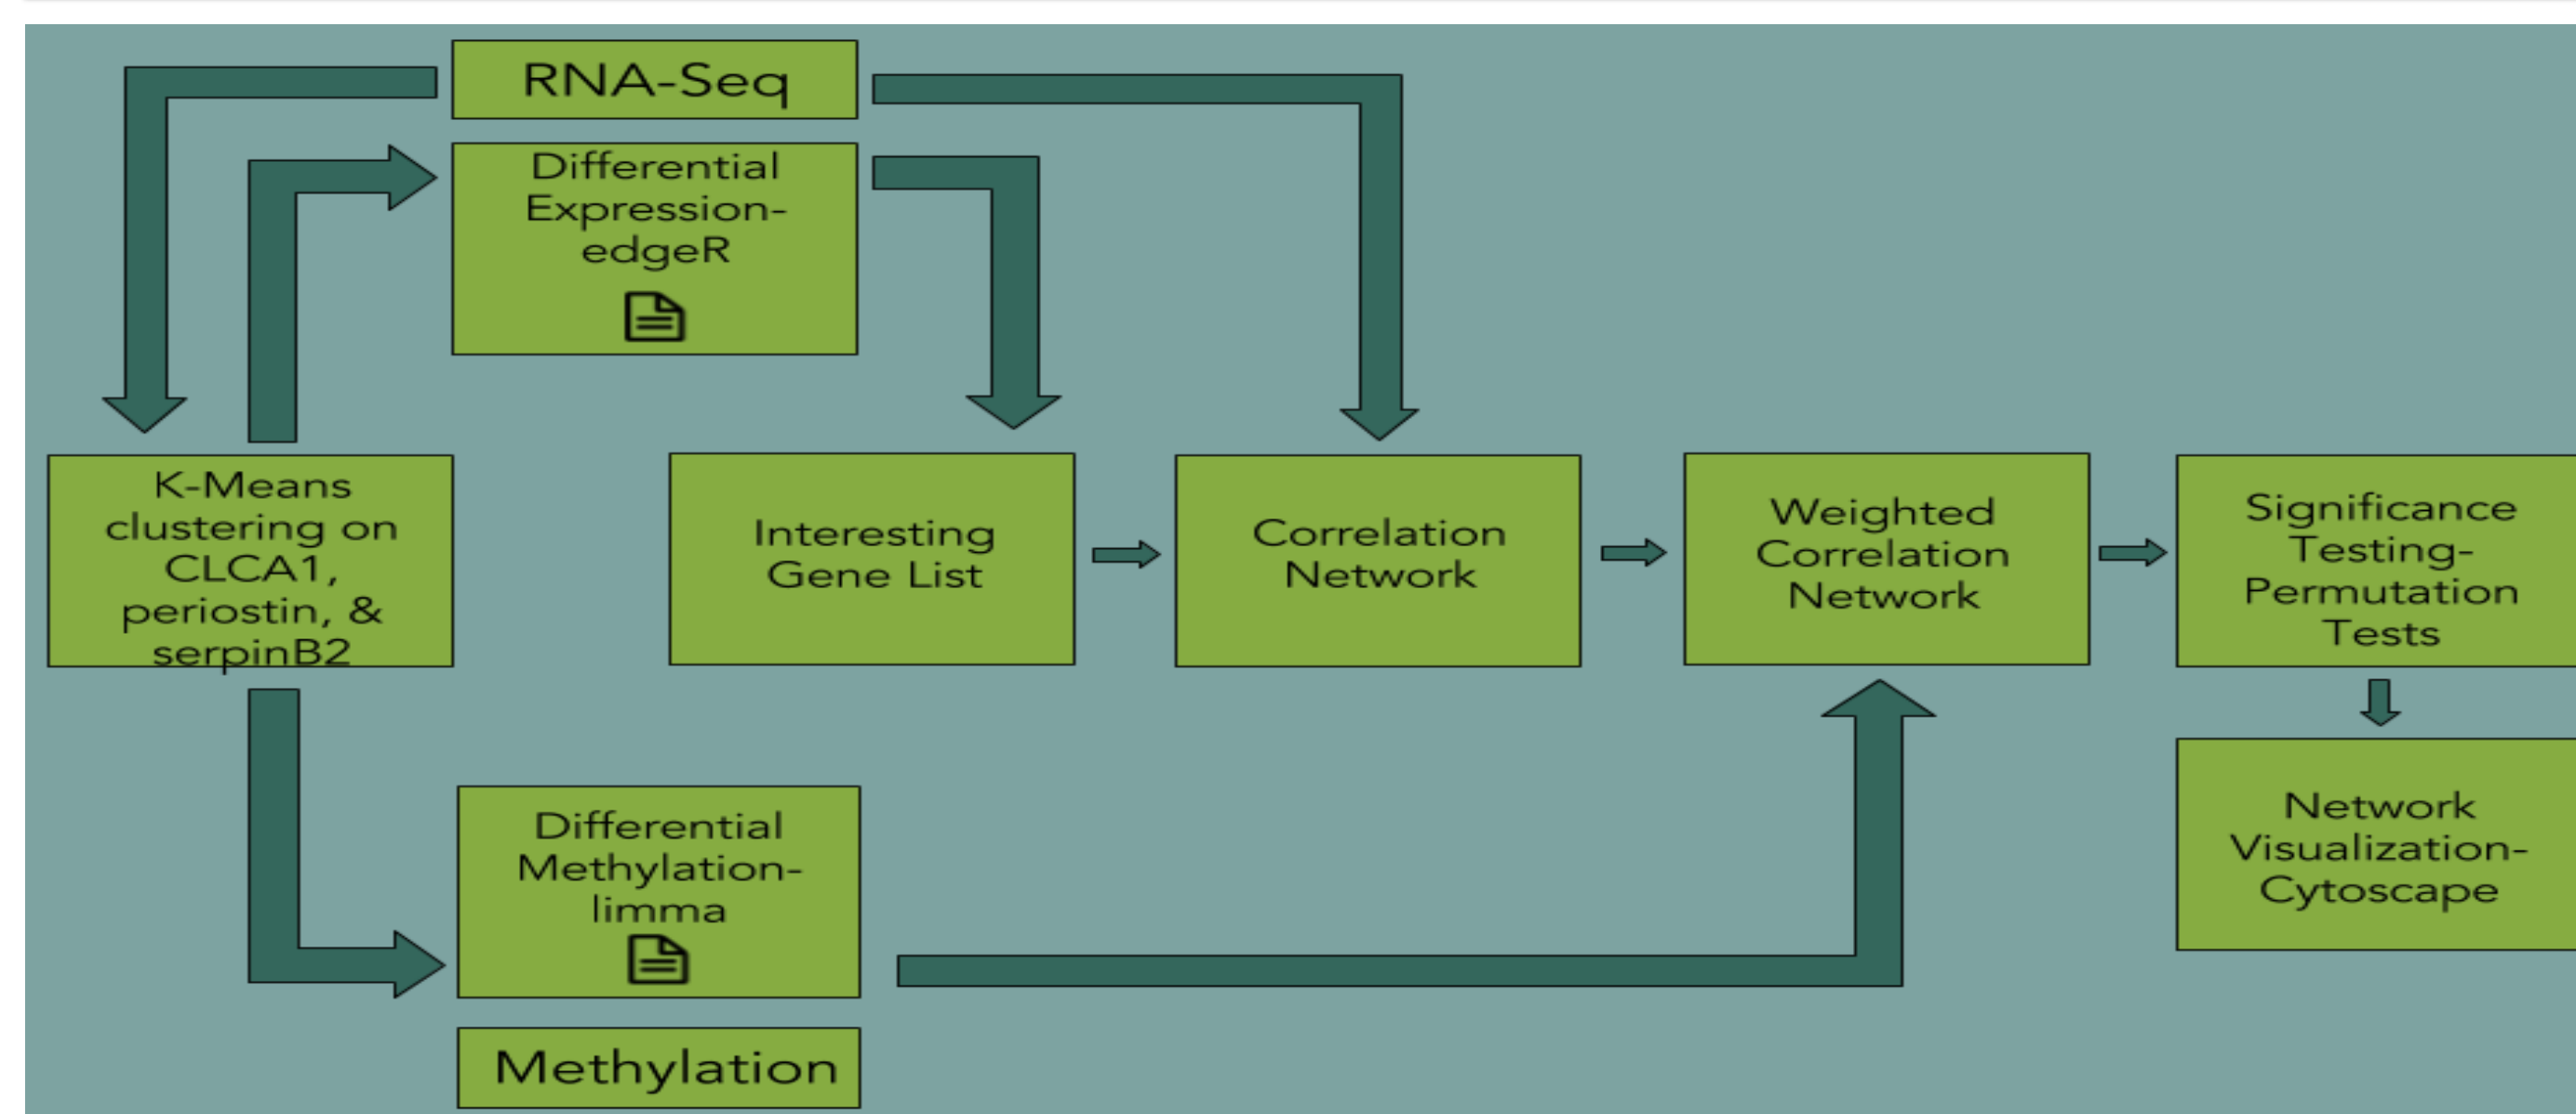 RNA-Seq
Differential
Expression-
edgeR
K-Means
clustering on
CLCA1,
periostin, &
serpinB2
Interesting
Gene List
Correlation
Network
Weighted
Correlation
Network
Significance
Testing-
Permutation
Tests
Differential
Methylation-
limma
Network
Visualization-
Cytoscape
Methylation